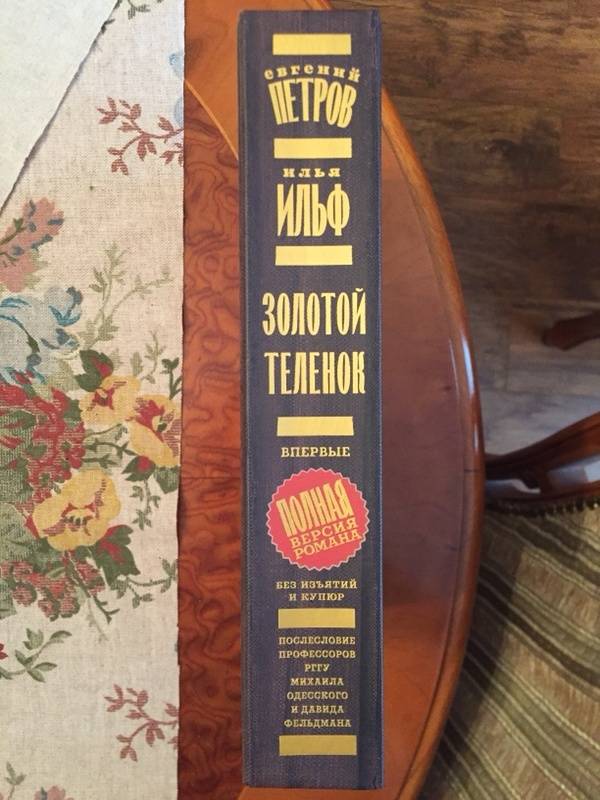 ЕВГЕНИЙ
ПЕТРОВ
ИЛЬЯ
ИЛЬФ
ЗОЛОТОЙ
ТЕЛЕНОК
ВПЕРВЫЕ
ПОЛНАЯ
ВЕРСИЯ
РОМАНА
БЕЗ ИЗЪЯТИЙ
И КУПЮР
ПОСЛЕСЛОВИЕ
ПРОФЕССОРОВ
РГГУ
МИХАИЛА
ОДЕССКОГО
И ДАВИДА
ФЕЛЬДМАНА